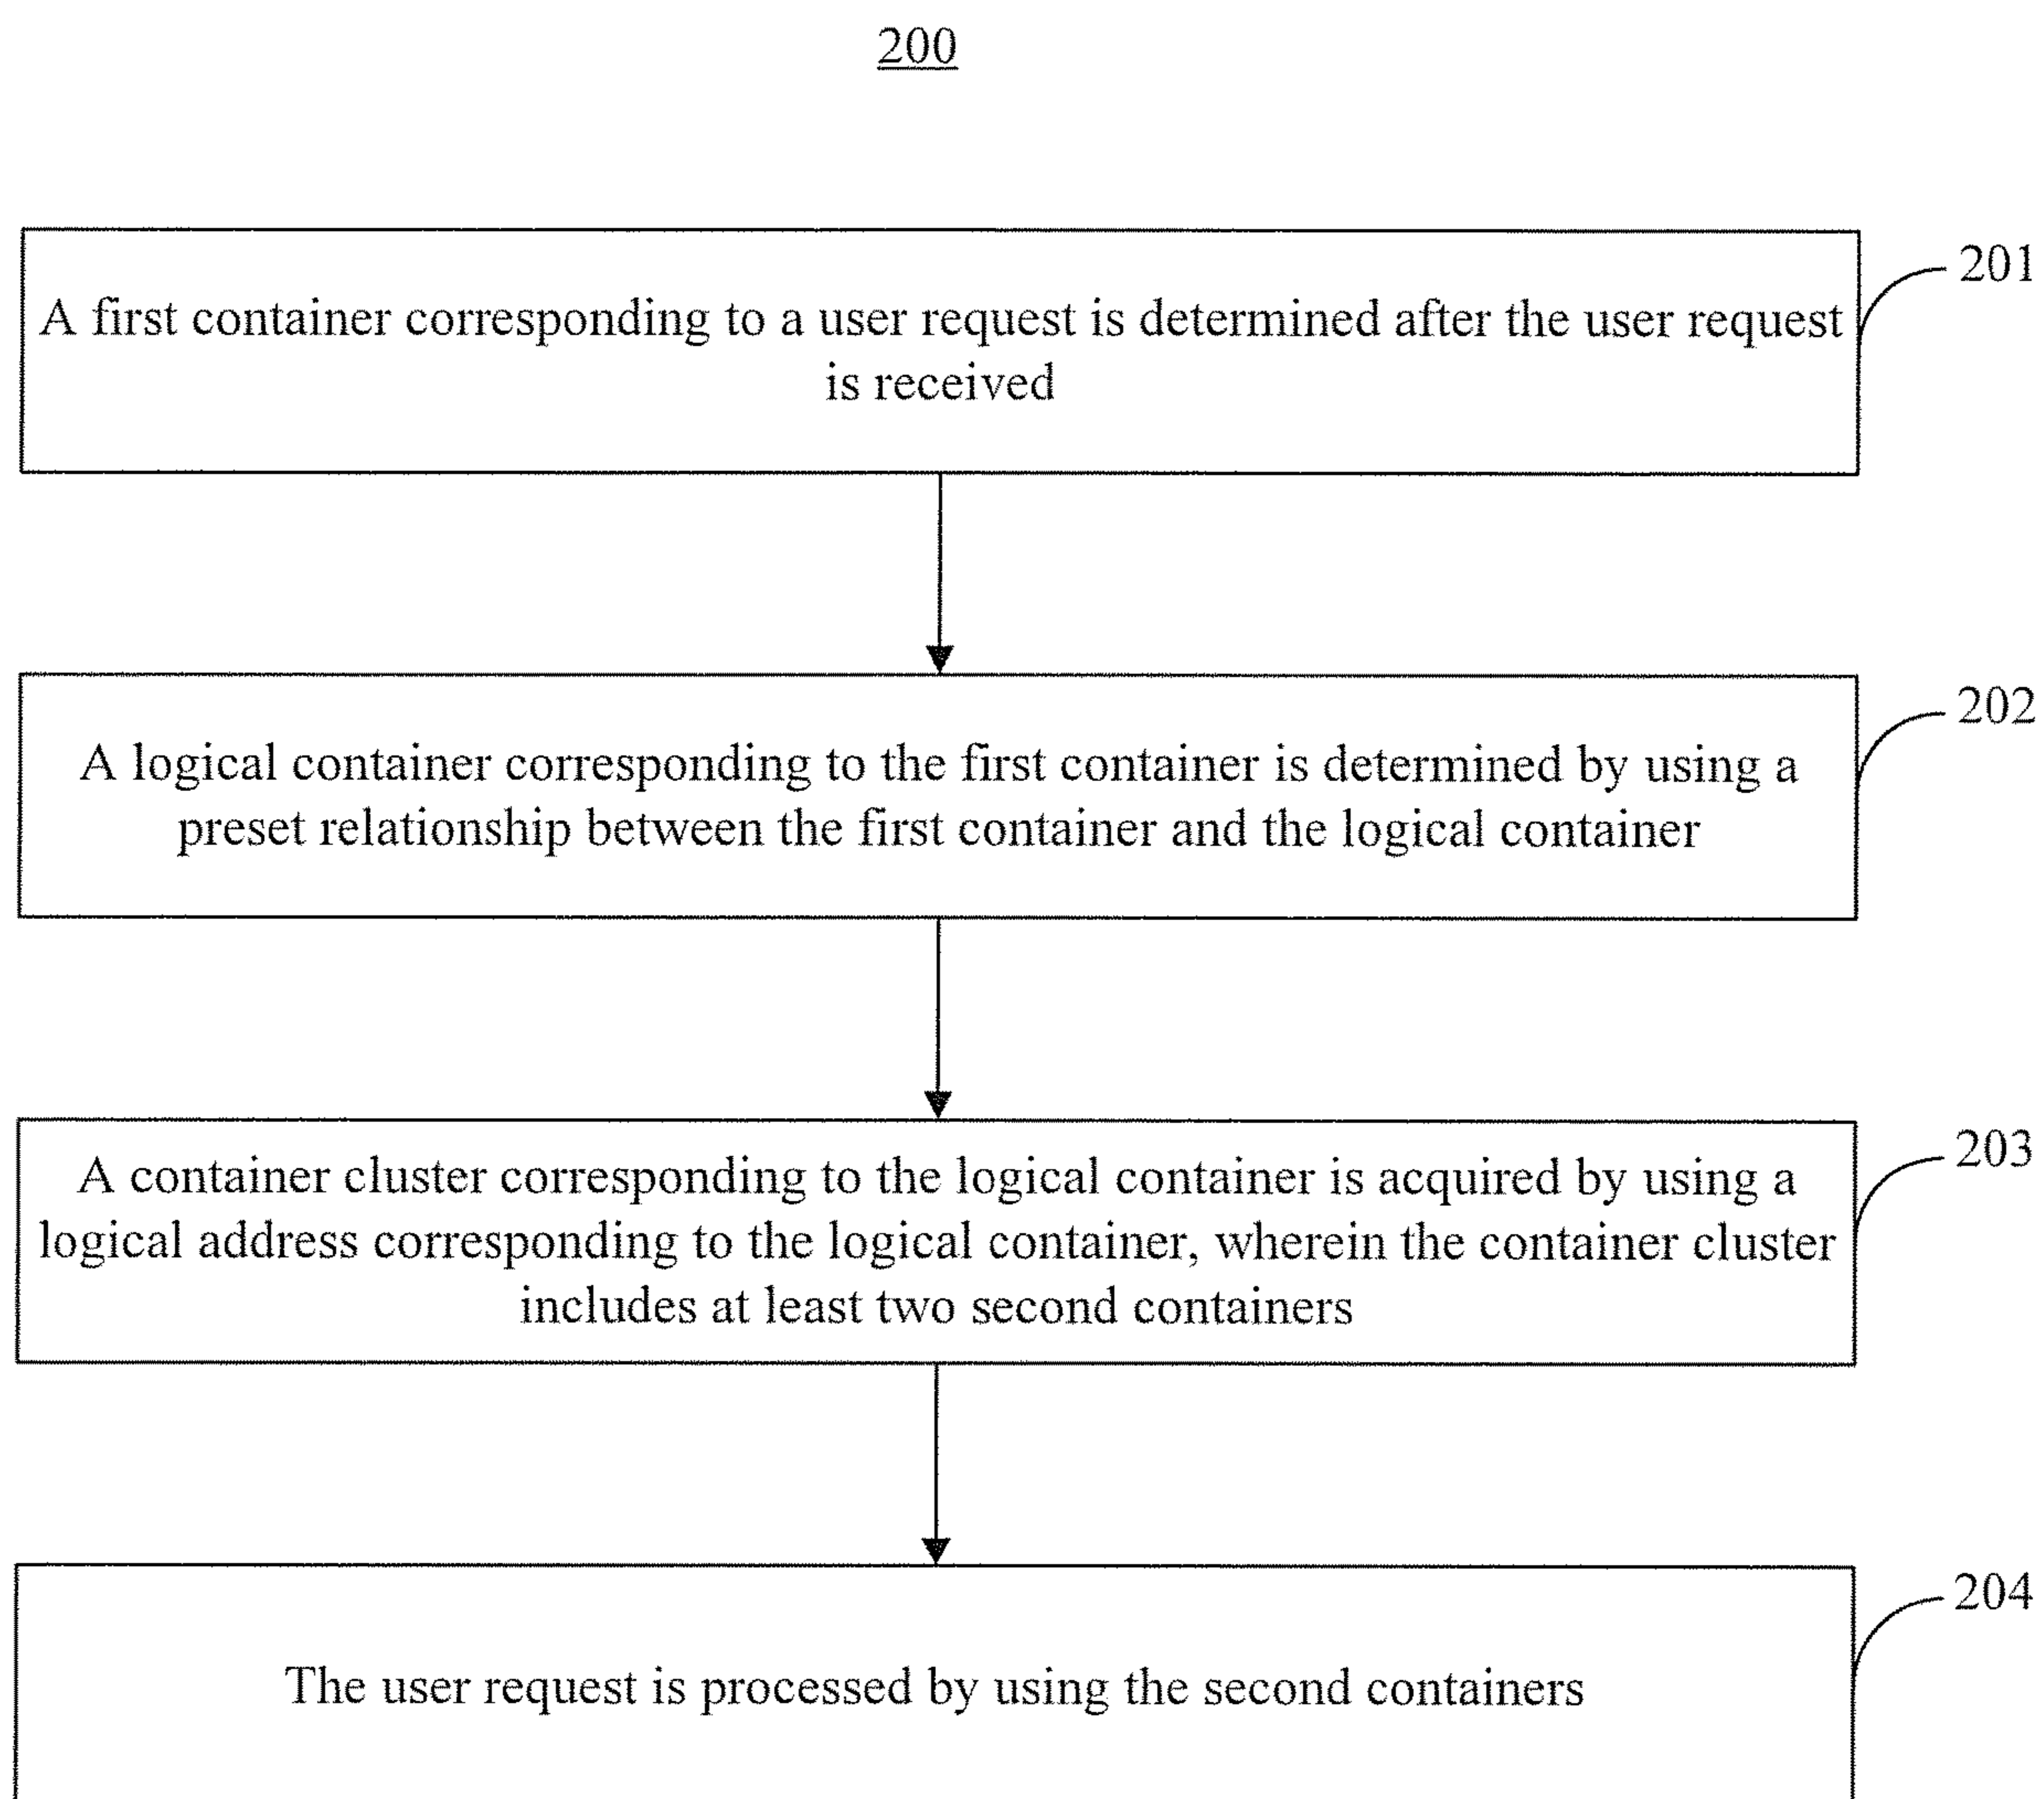 200
201
A first container corresponding to a user request is determined after the user request
is received
202
A logical container corresponding to the first container is determined by using a
preset relationship between the first container and the logical container
203
A container cluster corresponding to the logical container is acquired by using a
logical address corresponding to the logical container, wherein the container cluster
includes at least two second containers
204
The user request is processed by using the second containers